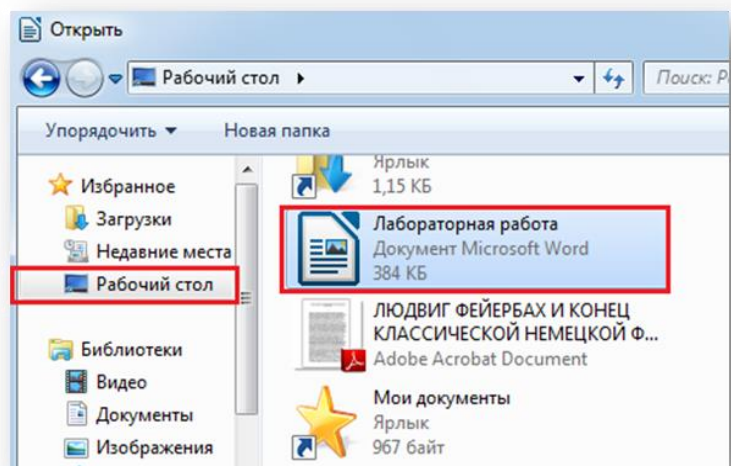 Открыть
Рабочий стол
Поиск: Р
Упорядочить
Новая папка
Избранное
Загрузки
Недавние места
Рабочий стол
Библиотеки
Видео
Документы
Изображения
Ярлык
1,15 КБ
Лабораторная работа
Документ Microsoft Word
384 КБ
ЛЮДВИГ ФЕЙЕРБАХ И КОНЕЦ
КЛАССИЧЕСКОЙ НЕМЕЦКОЙ Ф...
Adobe Acrobat Document
Мои документы
Ярлык
967 байт